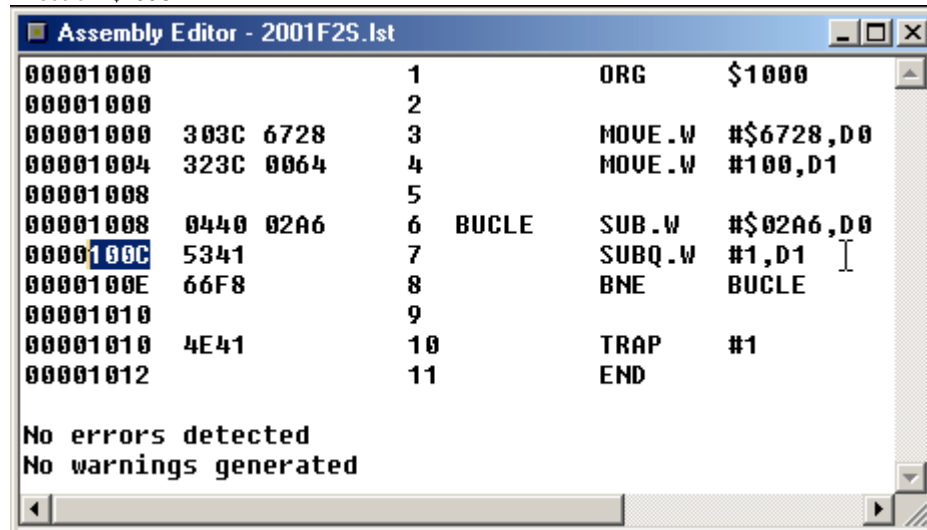 Assembly Editor - 2001F2S.lst
00001000 1 ORG $1000
00001000 2
00001000 303C 6728 3 MOVE.W #$6728,D0
00001004 323C 0064 4 MOVE.W #100,D1
00001008 5
00001008 0440 02A6 6 BUCLE SUB.W #$02A6,D0
0000100C 5341 7 SUBQ.W #1,D1
0000100E 66F8 8 BNE BUCLE
00001010 9
00001010 4E41 10 TRAP #1
00001012 11 END
No errors detected
No warnings generated